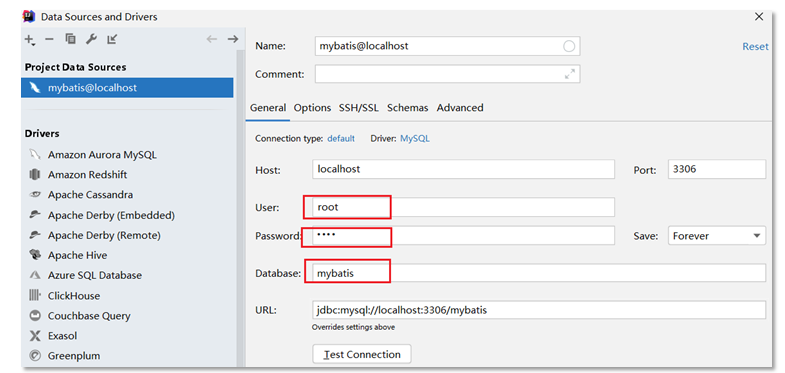 Data Sources and Drivers
Name: mybatis@localhost Reset
Comment:
Project Data Sources
mybatis@localhost
General Options SSH/SSL Schemas Advanced
Connection type: default Driver: MySQL
Host: localhost Port: 3306
User: root
Password: •••• Save: Forever
Database: mybatis
URL: jdbc:mysql://localhost:3306/mybatis
Overrides settings above
Test Connection
Drivers
Amazon Aurora MySQL
Amazon Redshift
Apache Cassandra
Apache Derby (Embedded)
Apache Derby (Remote)
Apache Hive
Azure SQL Database
ClickHouse
Couchbase Query
Exasol
Greenplum